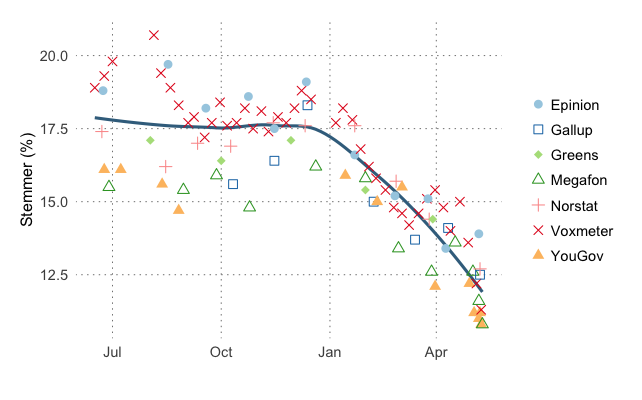 20.0
17.5
15.0
12.5
Stemmer (%)
Jul Oct Jan Apr
Epinion
Gallup
Greens
Megafon
Norstat
Voxmeter
YouGov